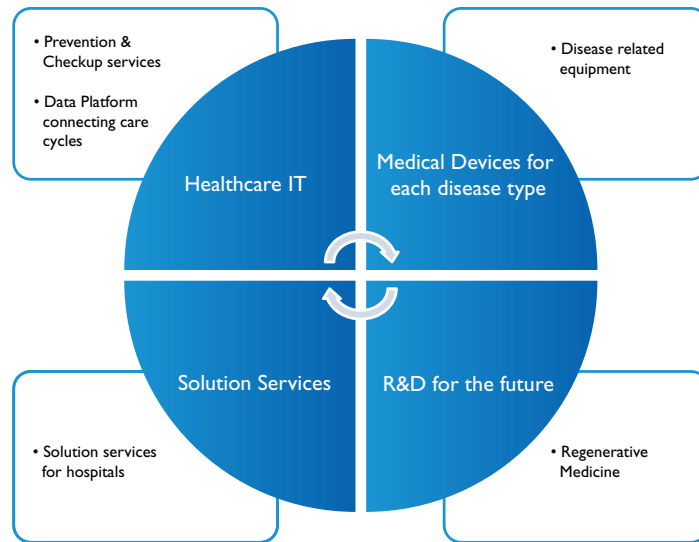 • Prevention &
Checkup services
• Data Platform
connecting care
cycles
• Disease related
equipment
Healthcare IT
Medical Devices for
each disease type
Solution Services
R&D for the future
• Solution services
for hospitals
• Regenerative
Medicine